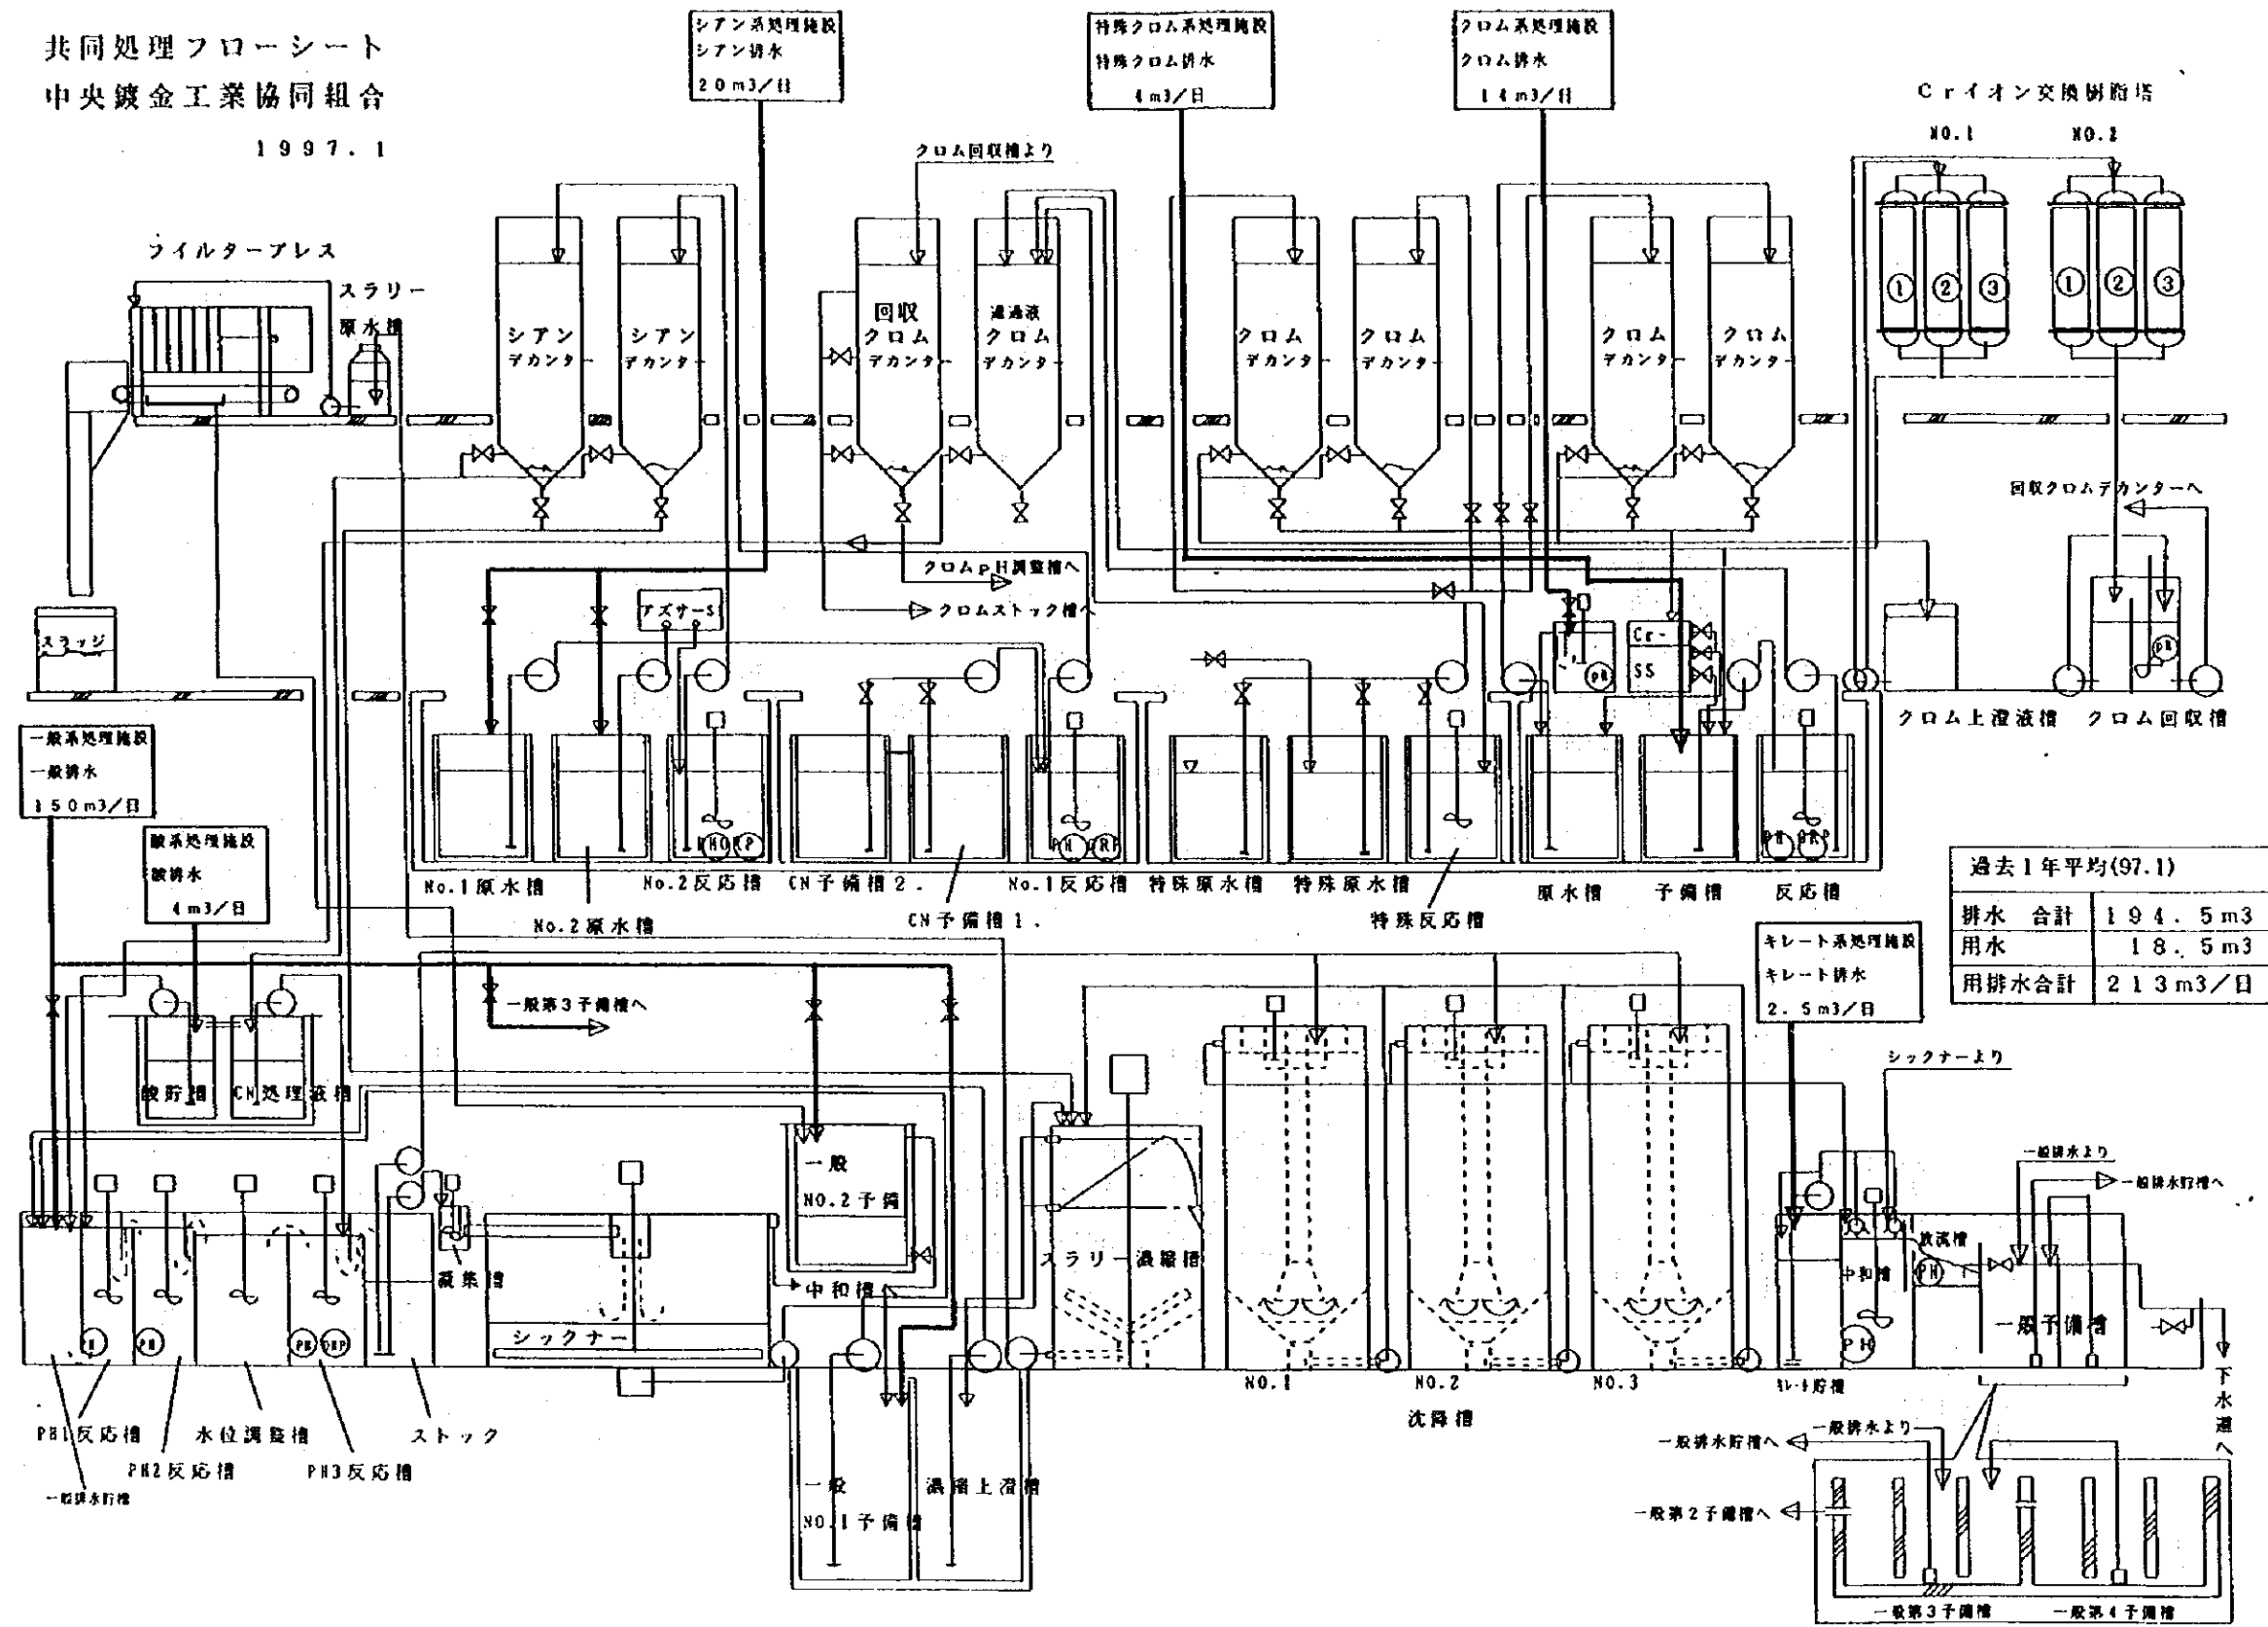 共同処理フローシート
中央鍍金工業協同組合
1997.1
シアン系処理施設
シアン排水
20m3/日
特殊クロム系処理施設
特殊クロム排水
4m3/日
クロム系処理施設
クロム排水
14m3/日
Crイオン交換樹脂塔
NO.1
NO.2
① ② ③
① ② ③
クロム回収槽より
フイルタープレス
スラリー
原水槽
シアン
デカンター
シアン
デカンター
回収
クロム
デカンター
クロム
デカンター
クロム
デカンター
クロム
デカンター
クロム
デカンター
クロム
デカンター
回収クロムデカンターへ
クロムpH調整槽へ
クロムストック槽へ
アズサーS
スラッジ
Cr-
SS
pH
pH
クロム上澄液槽
クロム回収槽
一般系処理施設
一般排水
150m3/日
酸系処理施設
酸排水
4m3/日
No.1原水槽
No.2原水槽
No.2反応槽
CN予備槽2.
CN予備槽1.
No.1反応槽
PH ORP
特殊原水槽
特殊原水槽
特殊反応槽
原水槽
予備槽
反応槽
PH ORP
過去1年平均(97.1)
排水 合計 194.5m3
用水 18.5m3
用排水合計 213m3/日
キレート系処理施設
キレート排水
2.5m3/日
一般第3予備槽へ
酸貯槽
CN処理液槽
シックナーより
一般
NO.2予備
一般排水より
一般排水貯槽へ
凝集槽
中和槽へ
シックナー
スラリー濃縮槽
放流槽
中和槽
PH
PH
一般予備槽
PH
PH ORP
NO.1
NO.2
NO.3
沈降槽
キレート貯槽
下水道へ
PH1反応槽
PH2反応槽
水位調整槽
PH3反応槽
ストック
一般排水貯槽
一般
NO.1予備槽
濃縮上澄槽
一般排水より
一般排水貯槽へ
一般第2予備槽へ
一般第3予備槽
一般第4予備槽